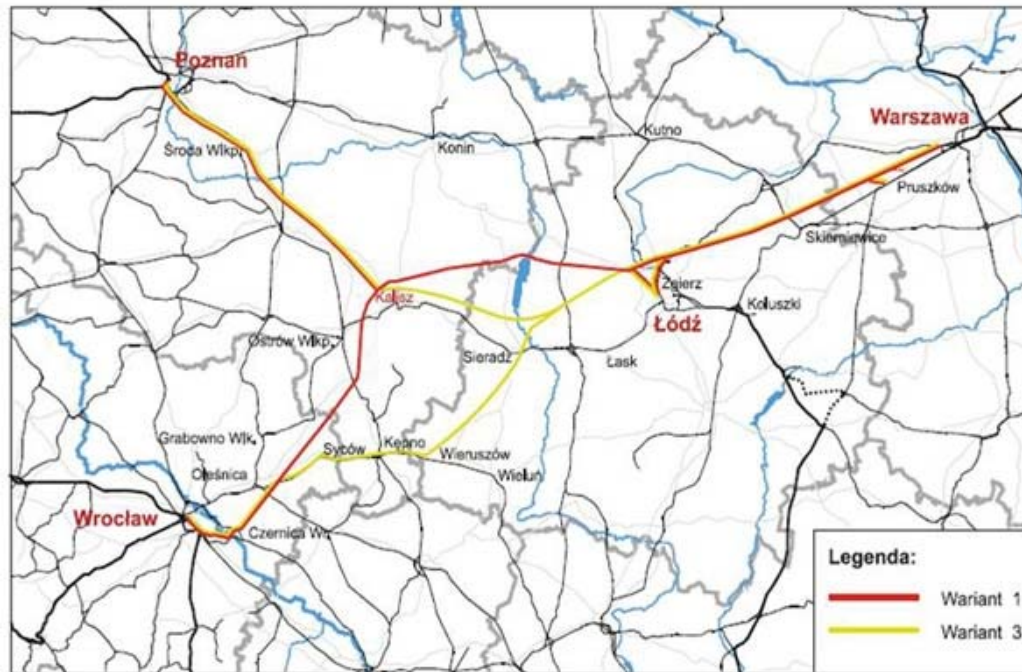 Poznań
Warszawa
Kutno
Środa Wlkp.
Konin
Pruszków
Skierniewice
Zgierz
Kalisz
Koluszki
Łódź
Ostrów Wlkp.
Sieradz
Łask
Grabowno Wlk.
Syców
Kępno
Wieruszów
Oleśnica
Wieluń
Wrocław
Czernica Wr.
Legenda:
Wariant 1
Wariant 3